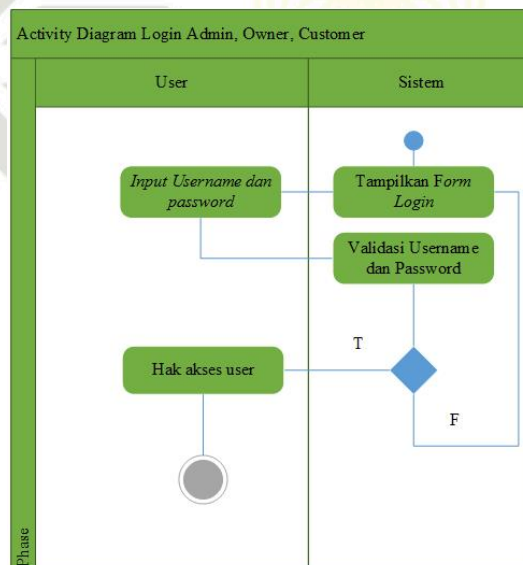 Activity Diagram Login Admin, Owner, Customer
User
Sistem
Input Username dan
password
Tampilkan Form
Login
Validasi Username
dan Password
T
Hak akses user
F
Phase